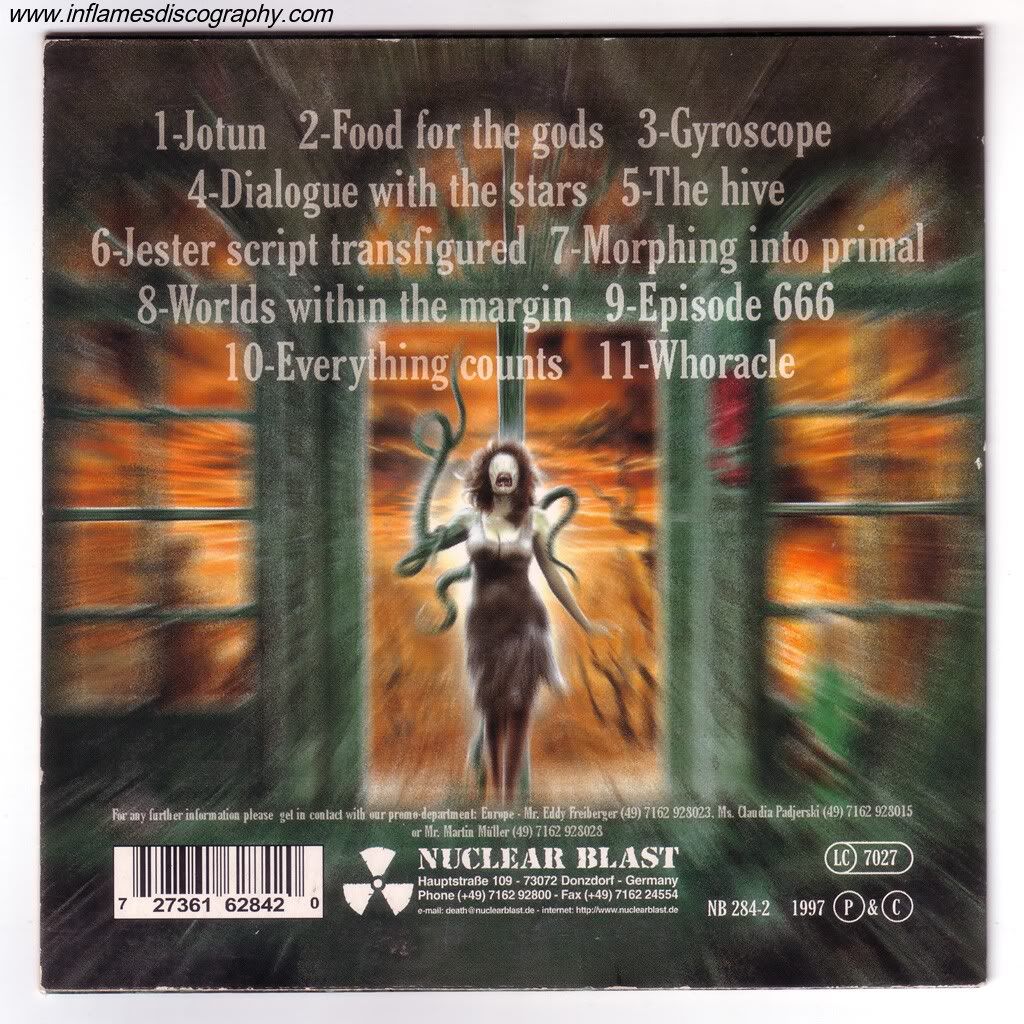 www.inflamesdiscography.com
1-Jotun 2-Food for the gods 3-Gyroscope
4-Dialogue with the stars 5-The hive
6-Jester script transfigured 7-Morphing into primal
8-Worlds within the margin 9-Episode 666
10-Everything counts 11-Whoracle
For any further information please get in contact with our promo-department: Europe - Mr. Eddy Freiberger (49) 7162 928023, Ms. Claudia Padjerski (49) 7162 928015
or Mr. Martin Müller (49) 7162 928028
NUCLEAR BLAST
Hauptstraße 109 - 73072 Donzdorf - Germany
Phone (+49) 7162 92800 - Fax (+49) 7162 24554
e-mail: death@nuclearblast.de - internet: http://www.nuclearblast.de
7 27361 62842 0
LC 7027
NB 284-2 1997 P & C